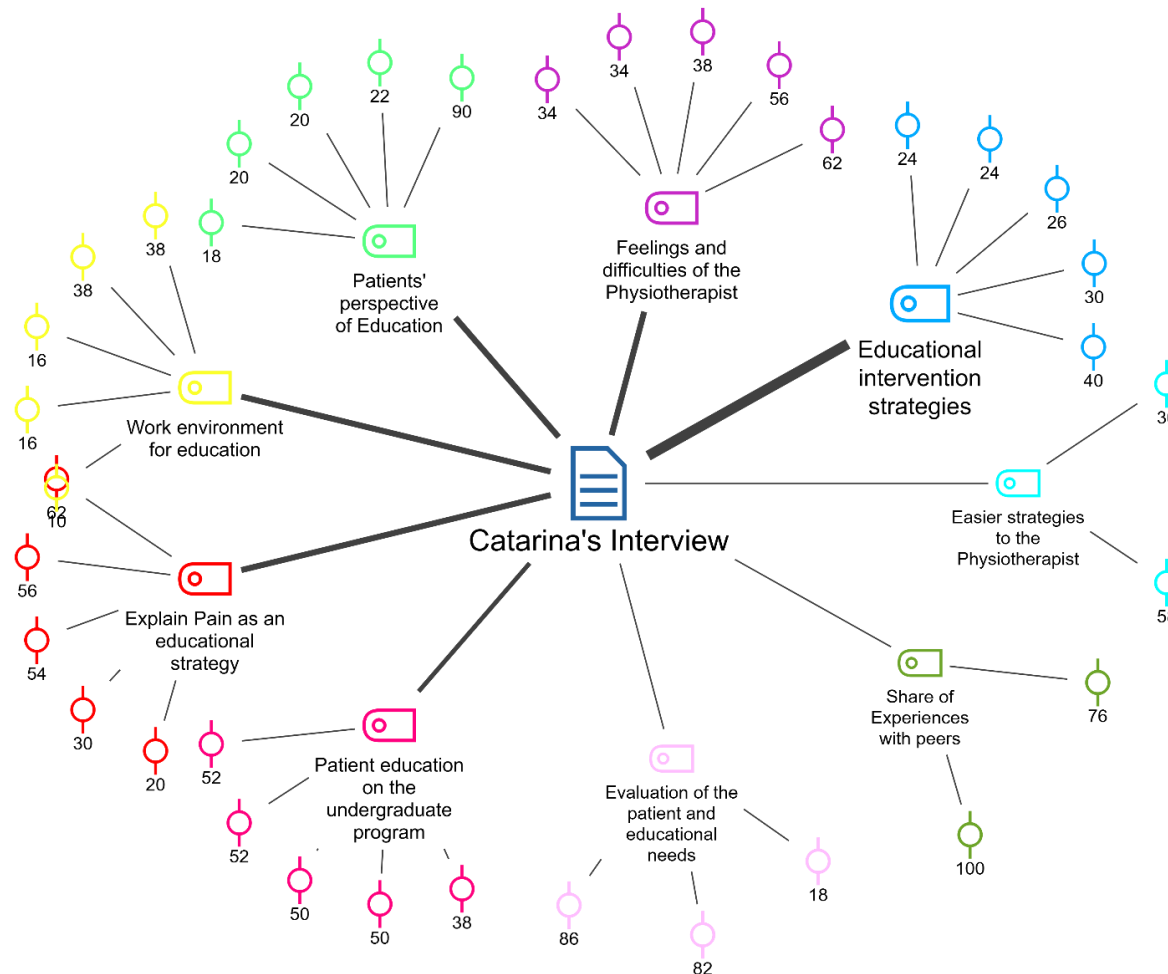 34
34
38
56
62
20
20
22
90
18
24
24
26
30
40
Patients'
perspective
of Education
Feelings and
difficulties of the
Physiotherapist
Educational
intervention
strategies
38
38
16
16
Work environment
for education
62
10
Catarina's Interview
Easier strategies
to the
Physiotherapist
56
54
30
20
Explain Pain as an
educational
strategy
Share of
Experiences
with peers
76
100
52
52
50
50
38
Patient education
on the
undergraduate
program
Evaluation of the
patient and
educational
needs
86
82
18